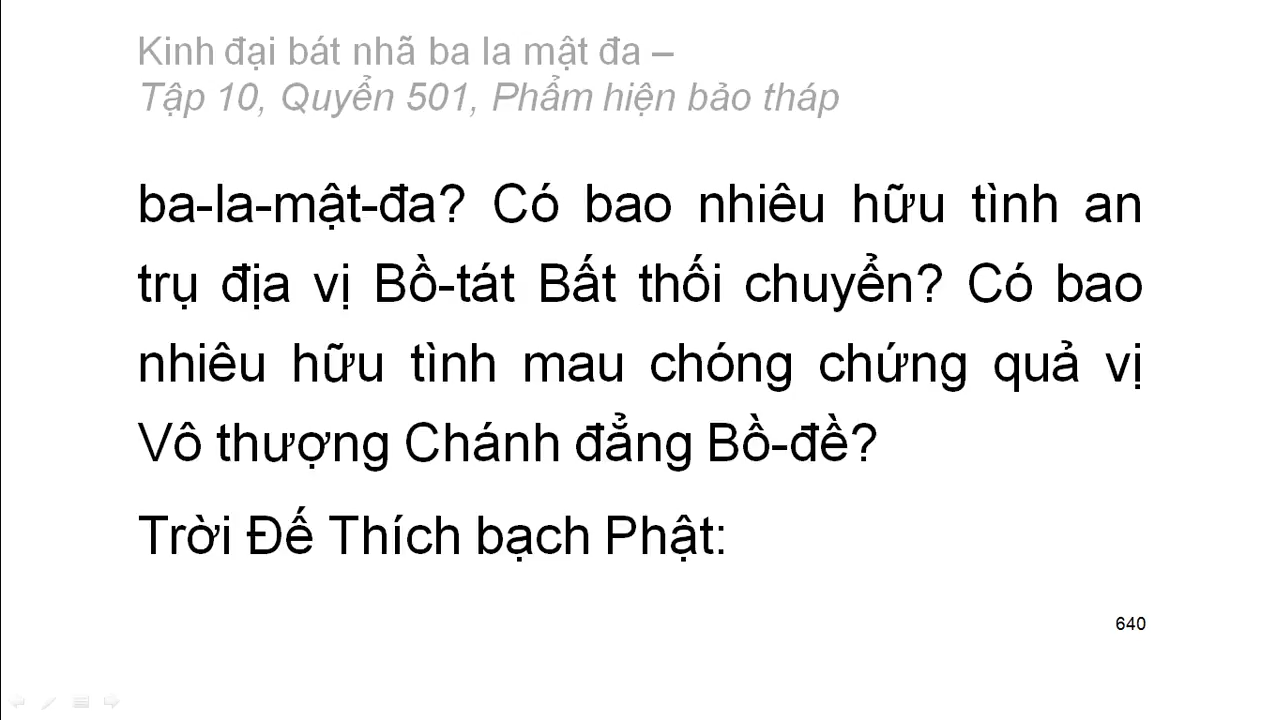 Kinh đại bát nhã ba la mật đa –
Tập 10, Quyển 501, Phẩm hiện bảo tháp
ba-la-mật-đa? Có bao nhiêu hữu tình an
trụ địa vị Bồ-tát Bất thối chuyển? Có bao
nhiêu hữu tình mau chóng chứng quả vị
Vô thượng Chánh đẳng Bồ-đề?
Trời Đế Thích bạch Phật:
640